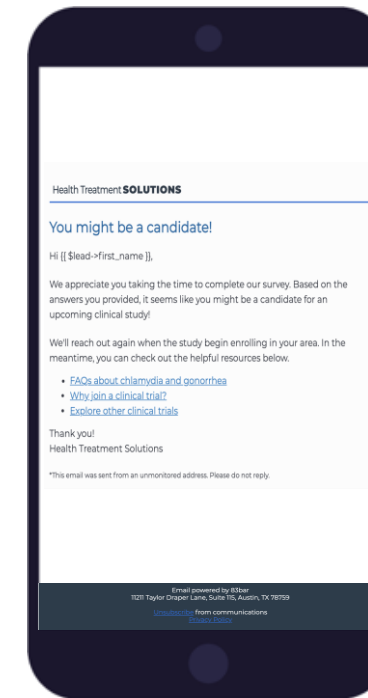 Health Treatment SOLUTIONS
You might be a candidate!
Hi {{ $lead->first_name }},
We appreciate you taking the time to complete our survey. Based on the
answers you provided, it seems like you might be a candidate for an
upcoming clinical study!
We'll reach out again when the study begin enrolling in your area. In the
meantime, you can check out the helpful resources below.
• FAQs about chlamydia and gonorrhea
• Why join a clinical trial?
• Explore other clinical trials
Thank you!
Health Treatment Solutions
*This email was sent from an unmonitored address. Please do not reply.
Email powered by 83bar
11211 Taylor Draper Lane, Suite 115, Austin, TX 78759
Unsubscribe from communications
Privacy Policy